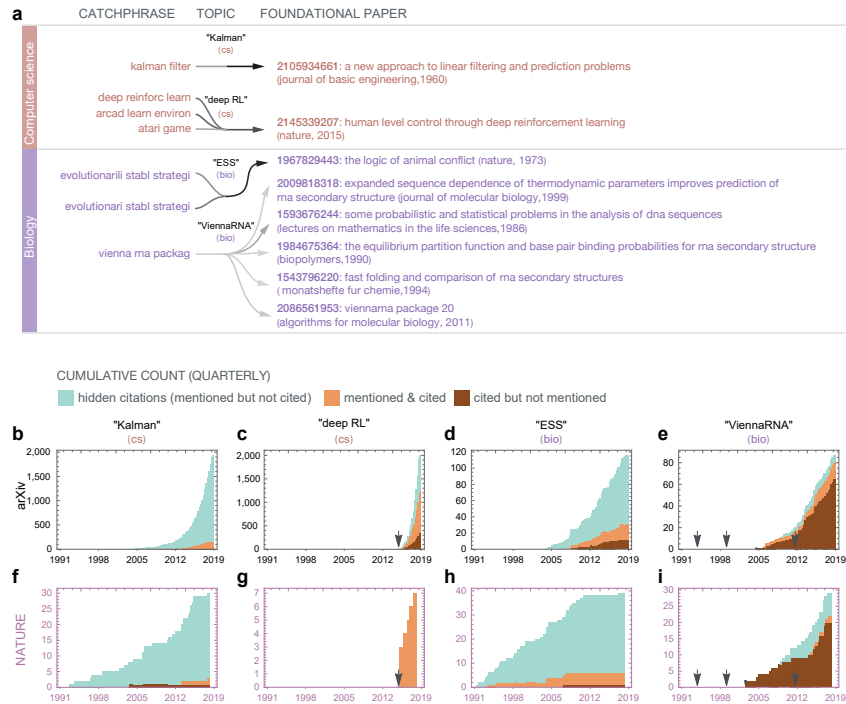 a
CATCHPHRASE TOPIC FOUNDATIONAL PAPER
Computer science
"Kalman"
(cs)
kalman filter
2105934661: a new approach to linear filtering and prediction problems
(journal of basic engineering,1960)
deep reinforc learn
"deep RL"
(cs)
arcad learn environ
atari game
2145339207: human level control through deep reinforcement learning
(nature, 2015)
Biology
"ESS"
(bio)
1967829443: the logic of animal conflict (nature, 1973)
evolutionarili stabl strategi
evolutionari stabl strategi
2009818318: expanded sequence dependence of thermodynamic parameters improves prediction of
rna secondary structure (journal of molecular biology,1999)
"ViennaRNA"
(bio)
1593676244: some probabilistic and statistical problems in the analysis of dna sequences
(lectures on mathematics in the life sciences,1986)
vienna rna packag
1984675364: the equilibrium partition function and base pair binding probabilities for rna secondary structure
(biopolymers,1990)
1543796220: fast folding and comparison of rna secondary structures
( monatshefte fur chemie,1994)
2086561953: viennarna package 20
(algorithms for molecular biology, 2011)
CUMULATIVE COUNT (QUARTERLY)
hidden citations (mentioned but not cited) mentioned & cited cited but not mentioned
b "Kalman"
(cs)
arXiv
2,000
1,500
1,000
500
0
1991 1998 2005 2012 2019
c "deep RL"
(cs)
2,000
1,500
1,000
500
0
1991 1998 2005 2012 2019
d "ESS"
(bio)
120
100
80
60
40
20
0
1991 1998 2005 2012 2019
e "ViennaRNA"
(bio)
80
60
40
20
0
1991 1998 2005 2012 2019
f
NATURE
30
25
20
15
10
5
0
1991 1998 2005 2012 2019
g
7
6
5
4
3
2
1
0
1991 1998 2005 2012 2019
h
40
30
20
10
0
1991 1998 2005 2012 2019
i
30
25
20
15
10
5
0
1991 1998 2005 2012 2019